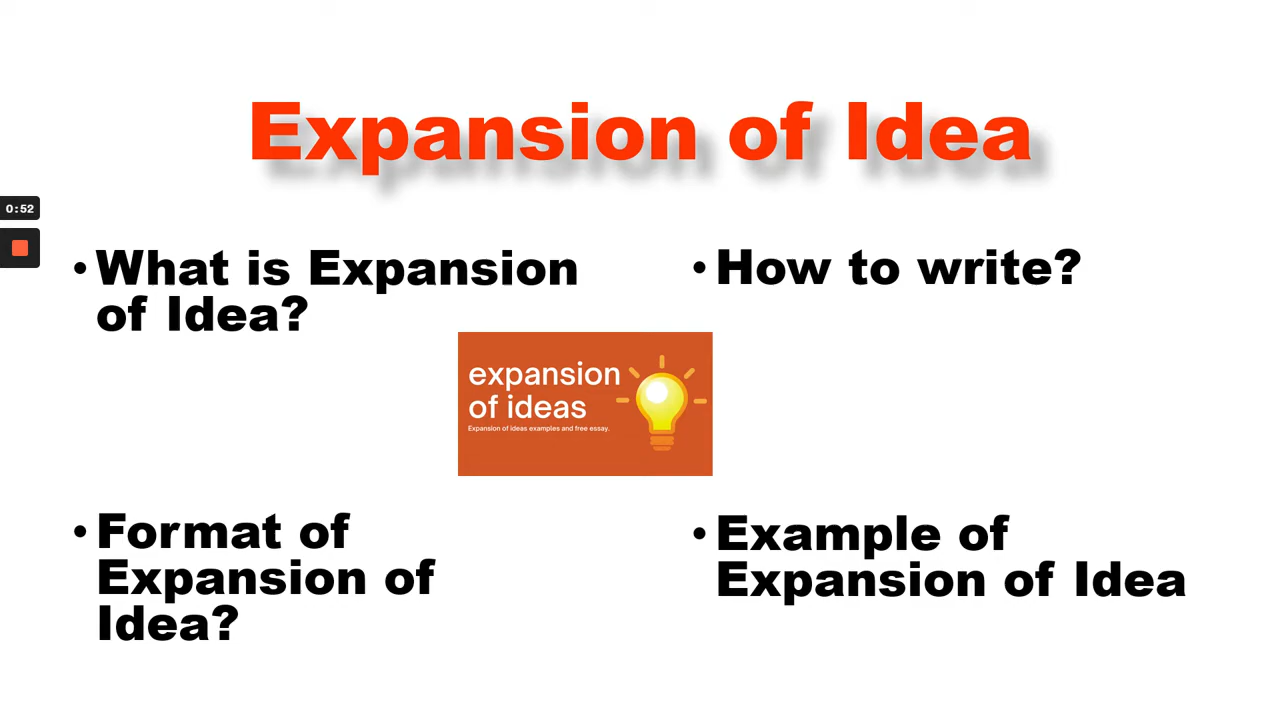 Expansion of Idea
0:52
• What is Expansion
of Idea?
• How to write?
expansion
of ideas
Expansion of ideas examples and free essay.
• Format of
Expansion of
Idea?
• Example of
Expansion of Idea